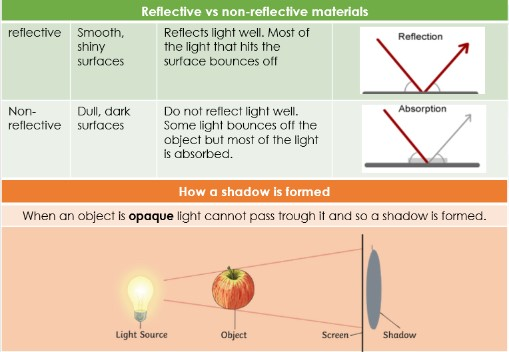 Reflective vs non-reflective materials
reflective
Smooth,
shiny
surfaces
Reflects light well. Most of
the light that hits the
surface bounces off
Reflection
Non-
reflective
Dull, dark
surfaces
Do not reflect light well.
Some light bounces off the
object but most of the light
is absorbed.
Absorption
How a shadow is formed
When an object is opaque light cannot pass trough it and so a shadow is formed.
Light Source
Object
Screen
Shadow